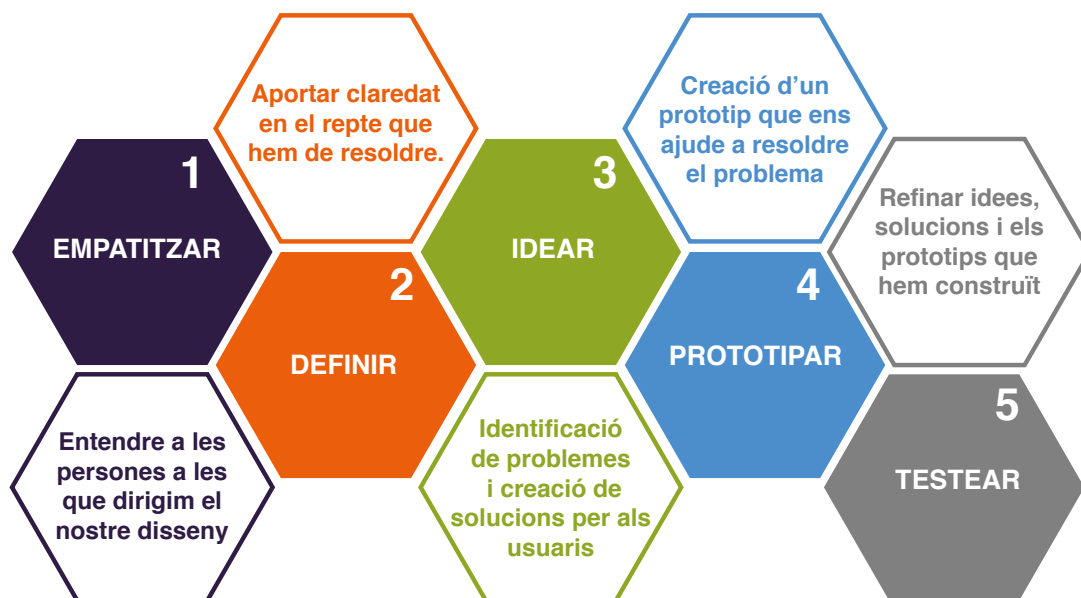 1
EMPATITZAR
Entendre a les
persones a les
que dirigim el
nostre disseny
Aportar claredat
en el repte que
hem de resoldre.
2
DEFINIR
3
IDEAR
Identificació
de problemes
i creació de
solucions per als
usuaris
Creació d’un
prototip que ens
ajude a resoldre
el problema
4
PROTOTIPAR
Refinar idees,
solucions i els
prototips que
hem construït
5
TESTEAR